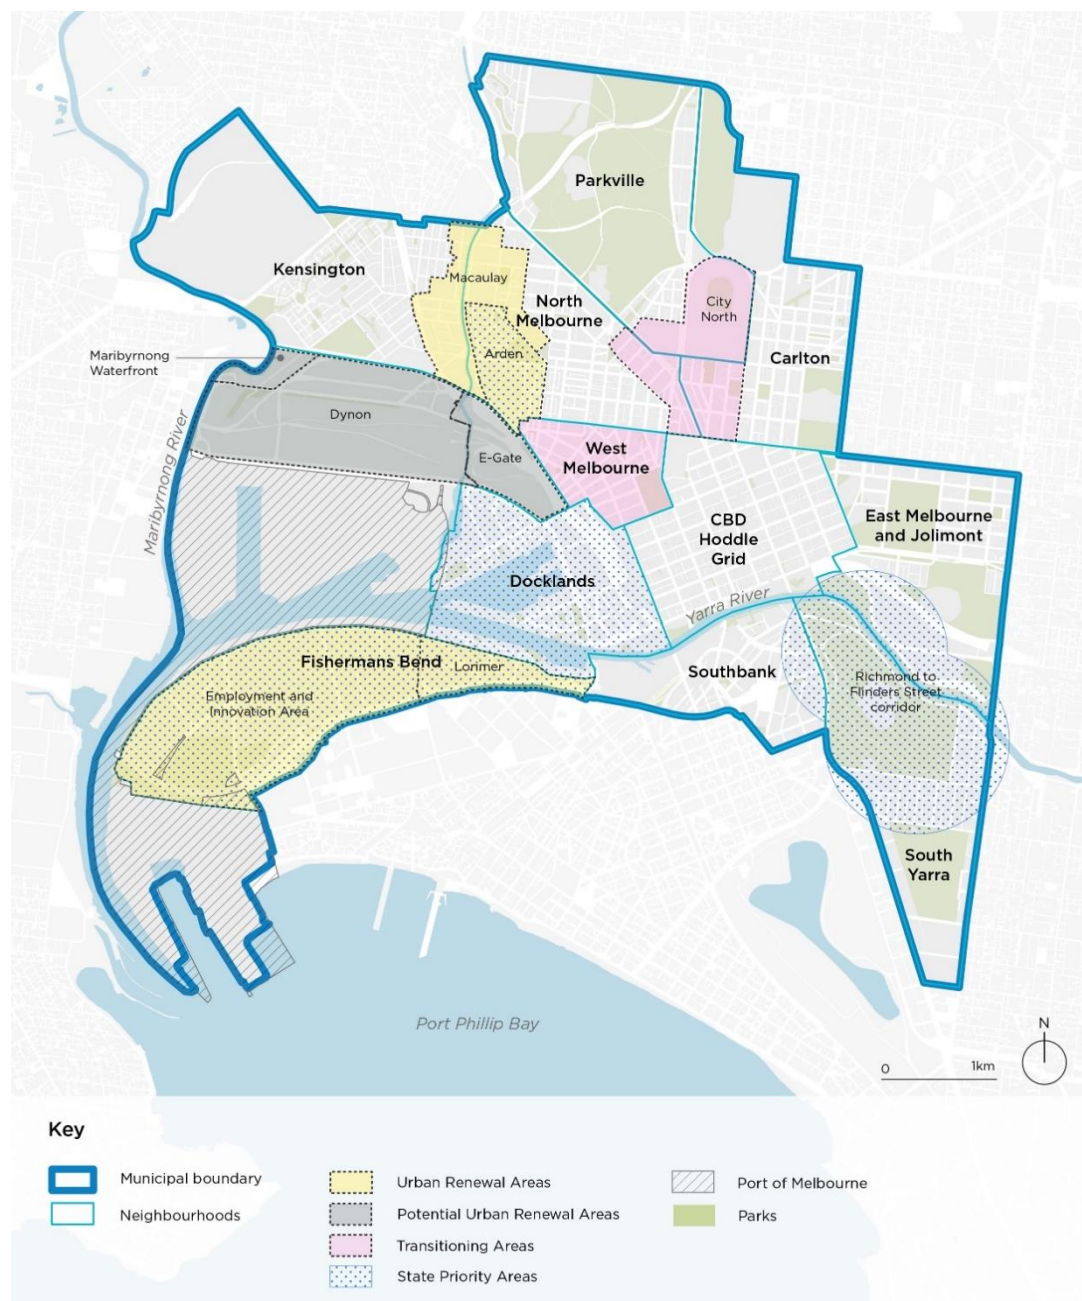 Parkville
Kensington
Macaulay
North
Melbourne
City
North
Arden
Carlton
Maribyrnong
Waterfront
Dynon
Maribyrnong River
E-Gate
West
Melbourne
CBD
Hoddle
Grid
East Melbourne
and Jolimont
Docklands
Yarra River
Fishermans Bend
Lorimer
Southbank
Richmond to
Flinders Street
corridor
Employment and
Innovation Area
South
Yarra
Port Phillip Bay
N
0
1km
Key
Municipal boundary
Neighbourhoods
Urban Renewal Areas
Potential Urban Renewal Areas
Transitioning Areas
State Priority Areas
Port of Melbourne
Parks